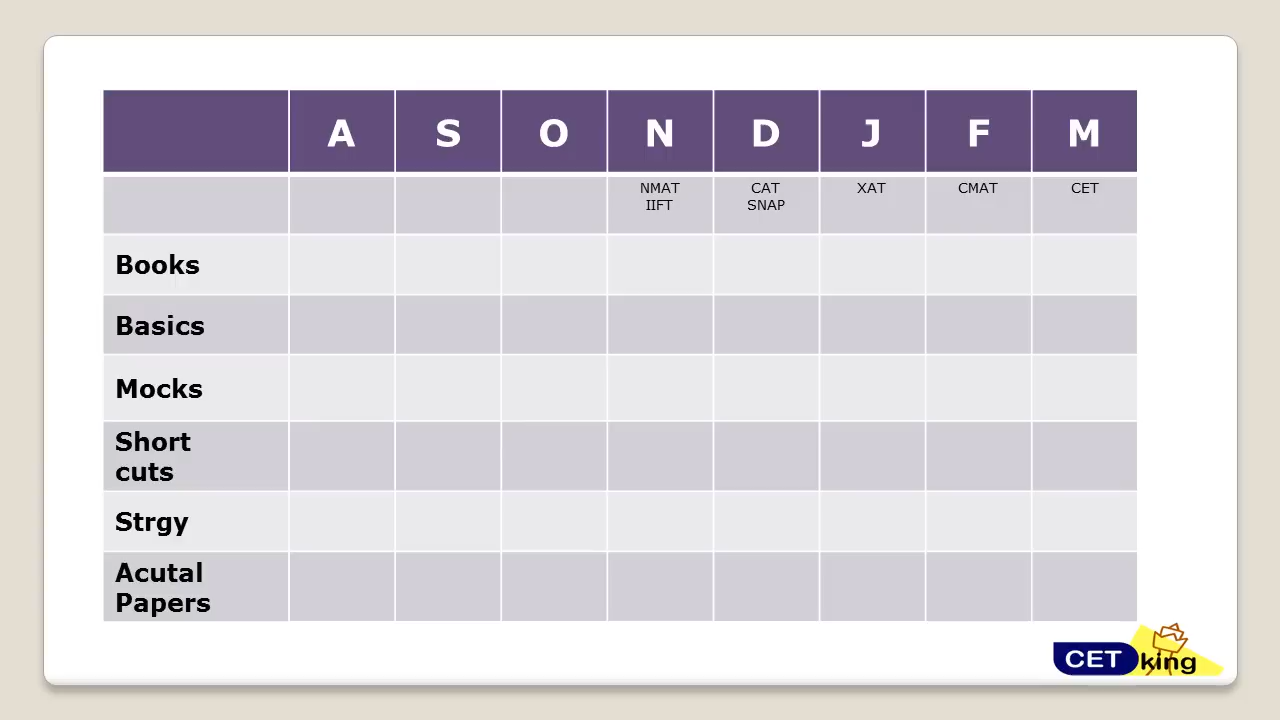 A S O N D J F M
NMAT CAT XAT CMAT CET
IIFT SNAP
Books
Basics
Mocks
Short
cuts
Strgy
Acutal
Papers
CET king